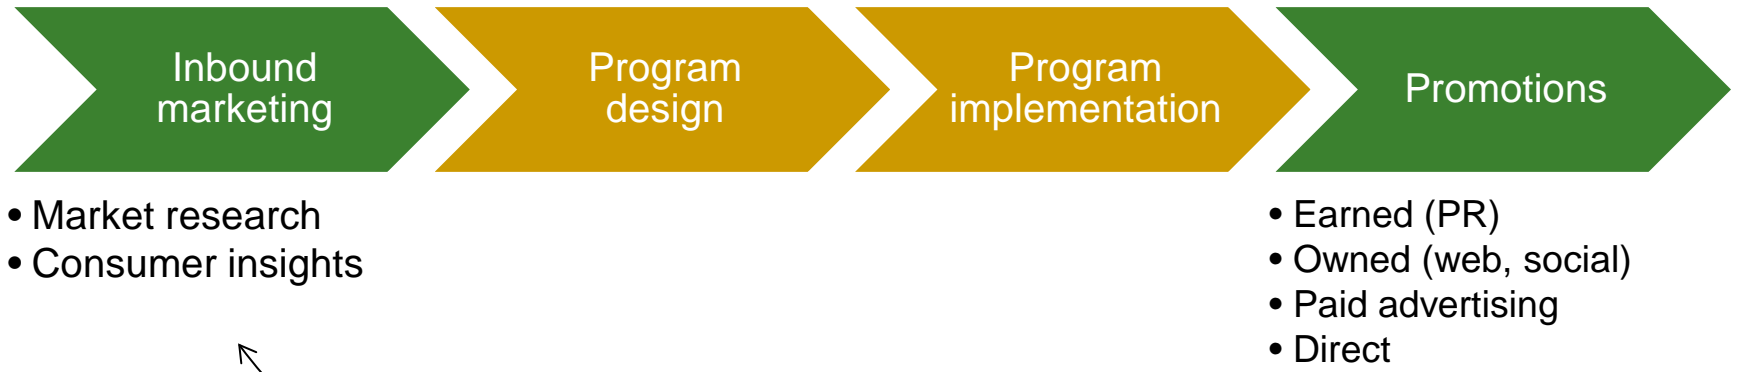 Inbound
marketing
Program
design
Program
implementation
Promotions
• Market research
• Consumer insights
• Earned (PR)
• Owned (web, social)
• Paid advertising
• Direct